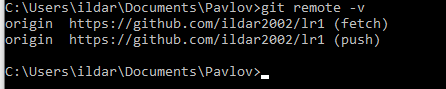 C:\Users\ildar\Documents\Pavlov>git remote -v
origin  https://github.com/ildar2002/lr1 (fetch)
origin  https://github.com/ildar2002/lr1 (push)
C:\Users\ildar\Documents\Pavlov>